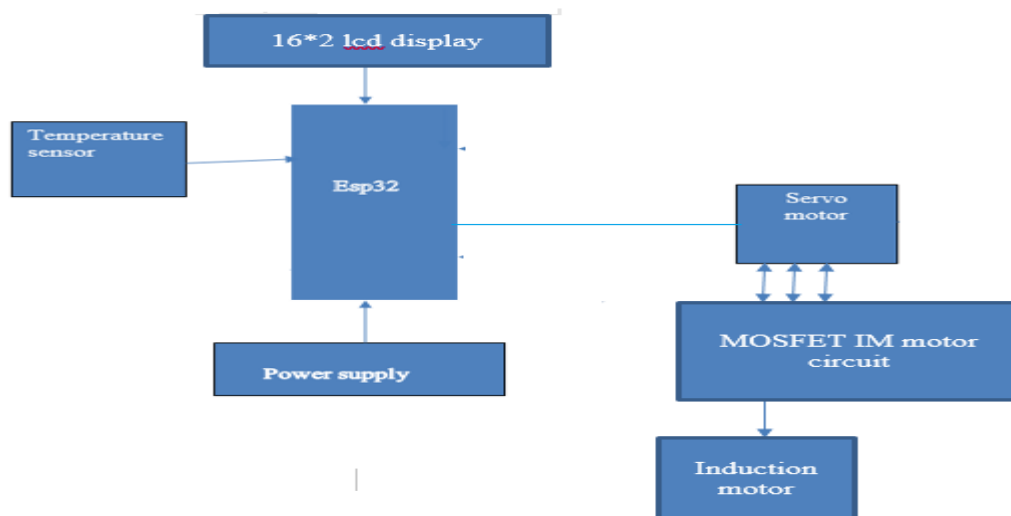 16*2 lcd display
Temperature
sensor
Esp32
Servo
motor
MOSFET IM motor
circuit
Power supply
Induction
motor